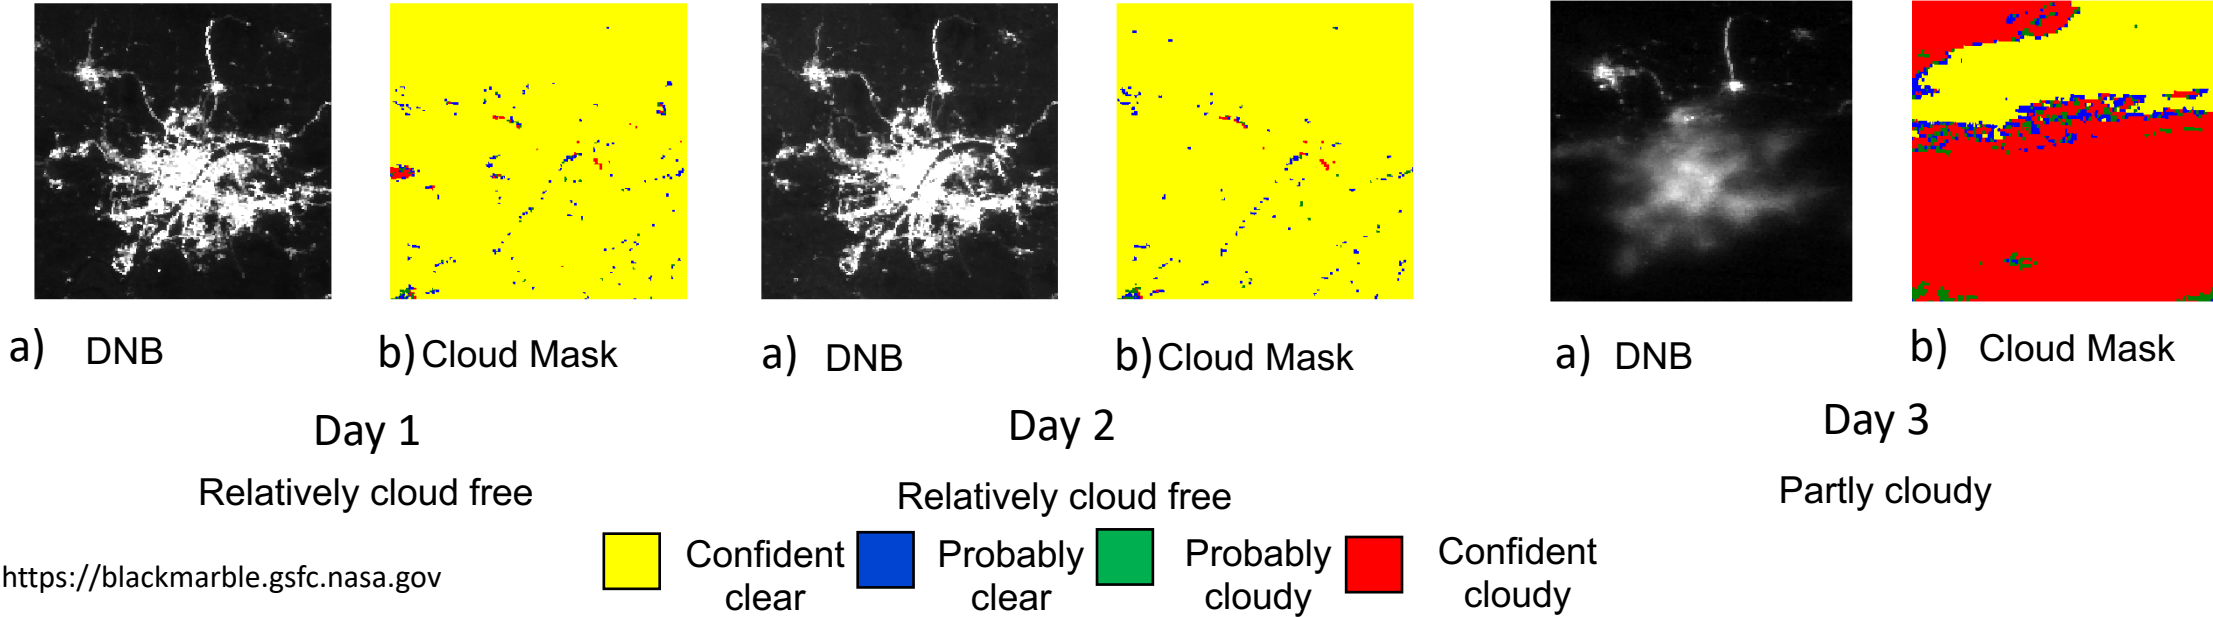 a) DNB
b) Cloud Mask
a) DNB
b) Cloud Mask
a) DNB
b) Cloud Mask
Day 1
Day 2
Day 3
Relatively cloud free
Relatively cloud free
Partly cloudy
Confident
clear
Probably
clear
Probably
cloudy
Confident
cloudy
https://blackmarble.gsfc.nasa.gov